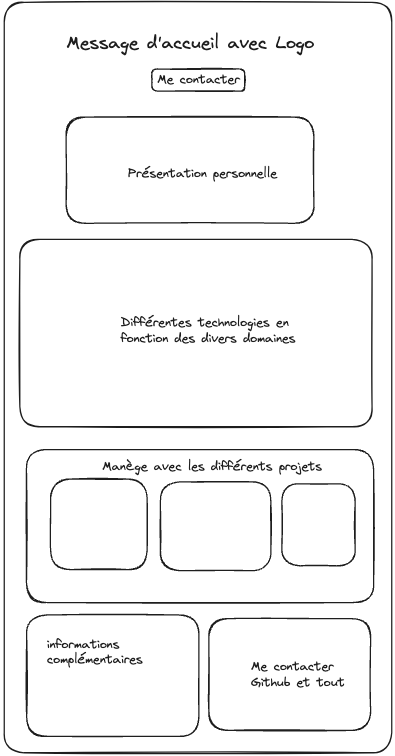 Message d'accueil avec Logo
Me contacter
Présentation personnelle
Différentes technologies en
fonction des divers domaines
Manège avec les différents projets
informations
complémentaires
Me contacter
Github et tout